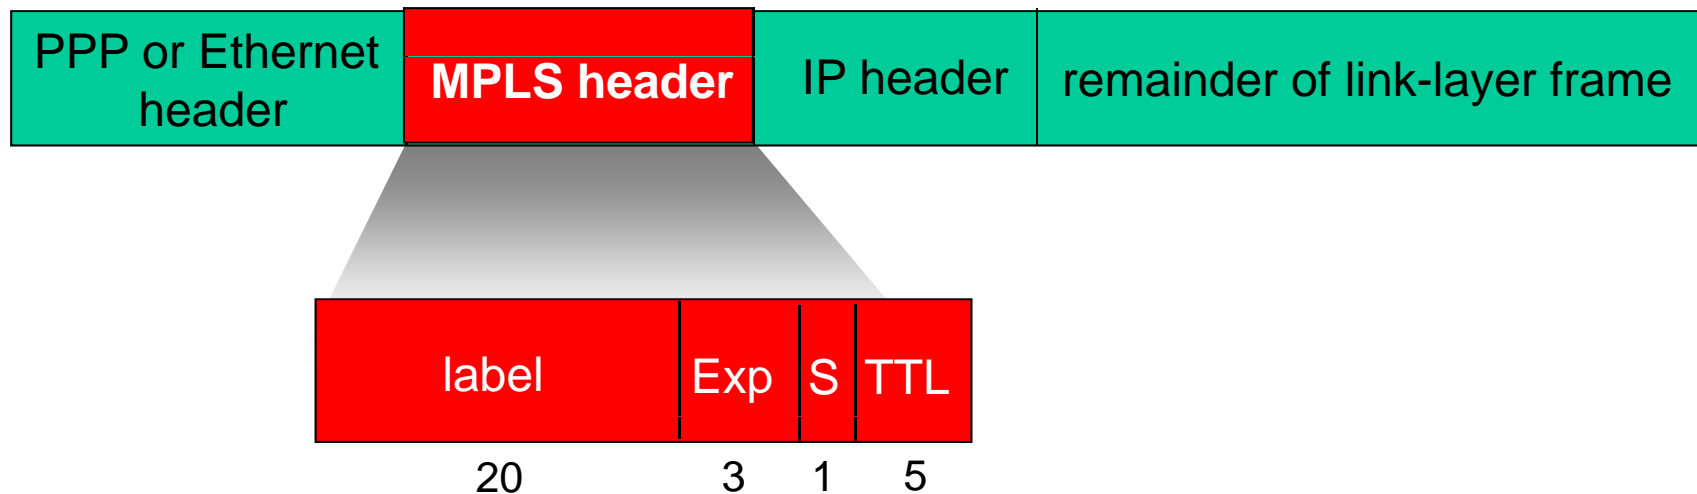 PPP or Ethernet
header
MPLS header
IP header
remainder of link-layer frame
label
Exp
S
TTL
20
3
1
5